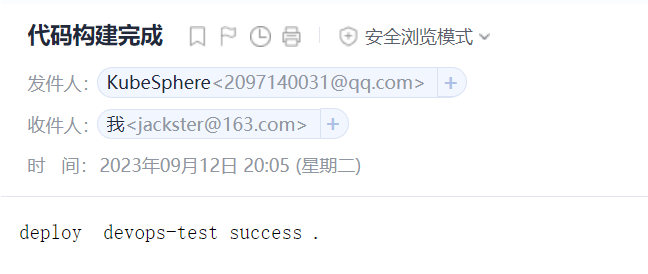 代码构建完成 安全浏览模式
发件人： KubeSphere<2097140031@qq.com> +
收件人： 我<jackster@163.com> +
时 间： 2023年09月12日 20:05 (星期二)
deploy devops-test success .